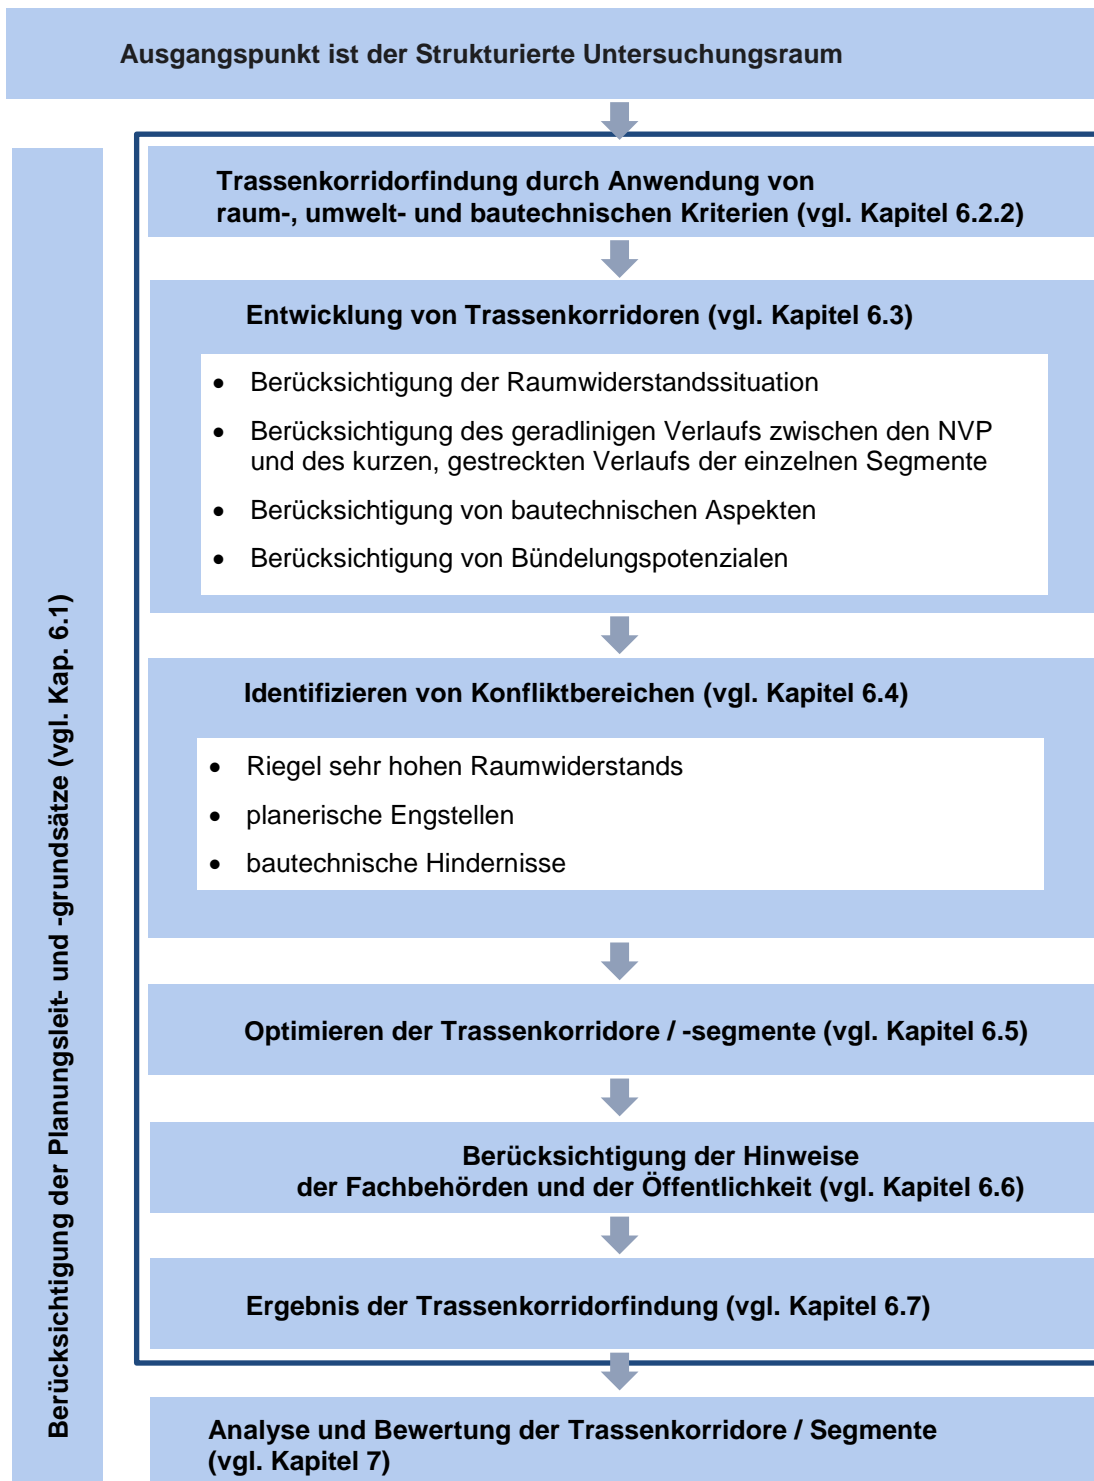 Ausgangspunkt ist der Strukturierte Untersuchungsraum
Berücksichtigung der Planungsleit- und -grundsätze (vgl. Kap. 6.1)
Trassenkorridorfindung durch Anwendung von
raum-, umwelt- und bautechnischen Kriterien (vgl. Kapitel 6.2.2)
Entwicklung von Trassenkorridoren (vgl. Kapitel 6.3)
• Berücksichtigung der Raumwiderstandssituation
• Berücksichtigung des geradlinigen Verlaufs zwischen den NVP
und des kurzen, gestreckten Verlaufs der einzelnen Segmente
• Berücksichtigung von bautechnischen Aspekten
• Berücksichtigung von Bündelungspotenzialen
Identifizieren von Konfliktbereichen (vgl. Kapitel 6.4)
• Riegel sehr hohen Raumwiderstands
• planerische Engstellen
• bautechnische Hindernisse
Optimieren der Trassenkorridore / -segmente (vgl. Kapitel 6.5)
Berücksichtigung der Hinweise
der Fachbehörden und der Öffentlichkeit (vgl. Kapitel 6.6)
Ergebnis der Trassenkorridorfindung (vgl. Kapitel 6.7)
Analyse und Bewertung der Trassenkorridore / Segmente
(vgl. Kapitel 7)